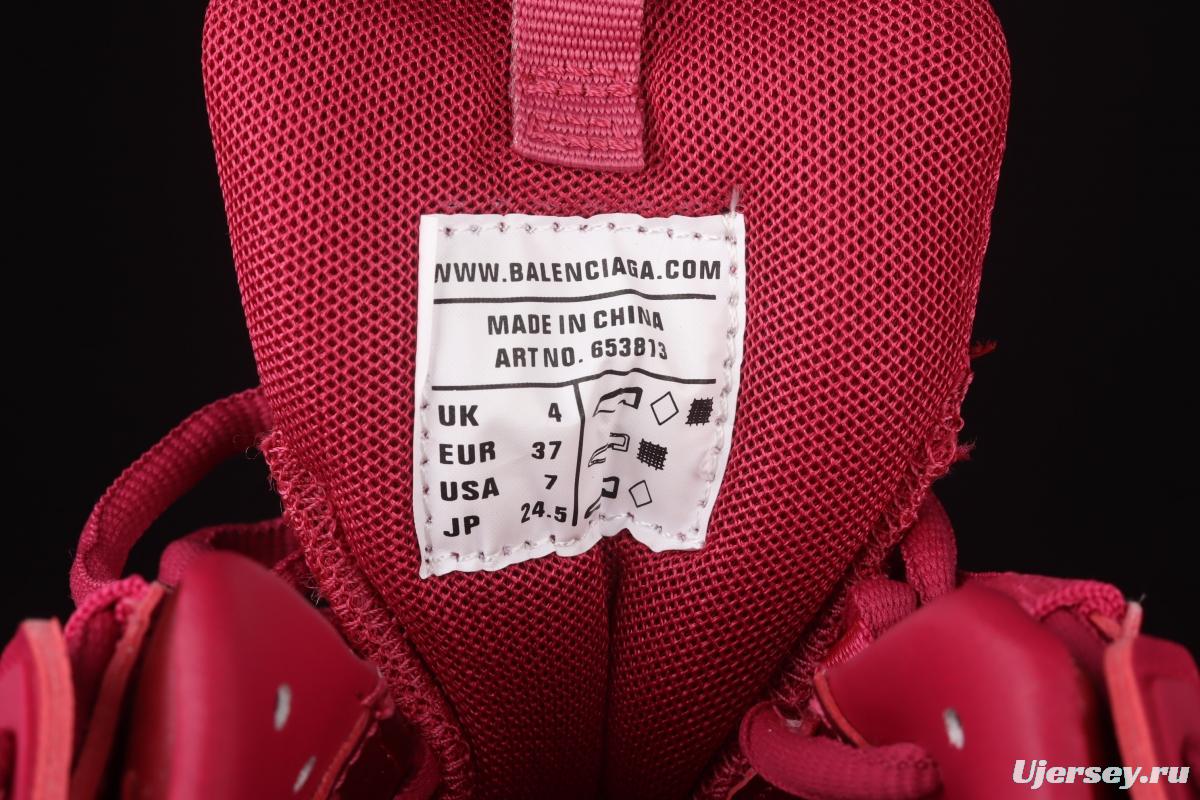 WWW.BALENCIAGA.COM
MADE IN CHINA
ART NO. 653813
UK 4
EUR 37
USA 7
JP 24.5
Ujersey.ru